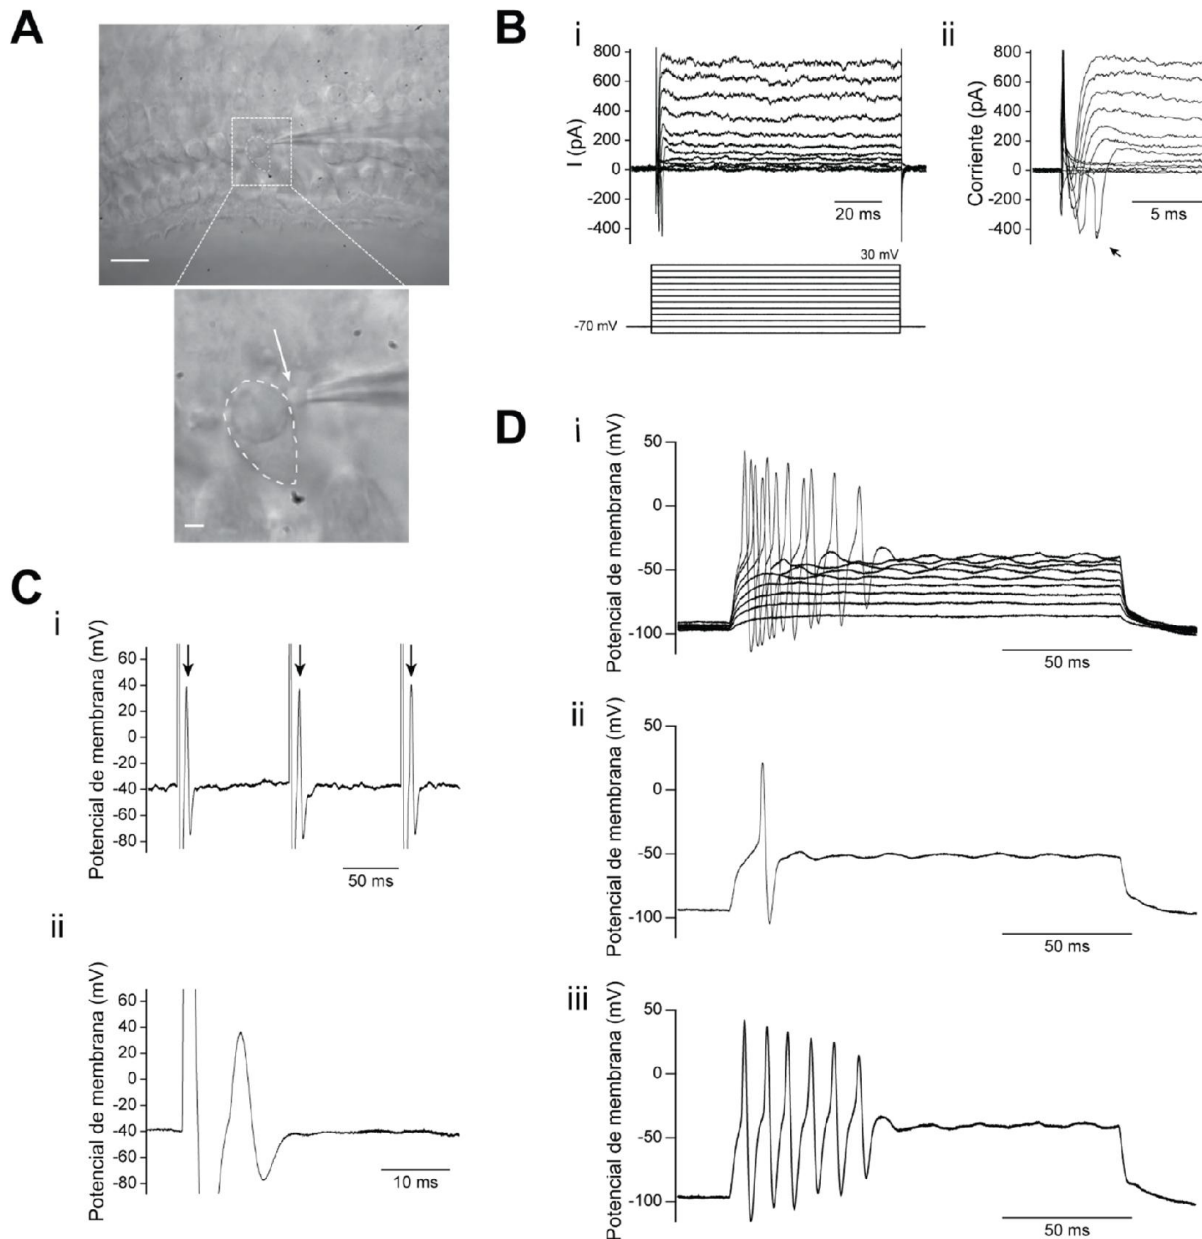 A
B
i
I (pA)
800
600
400
200
0
-200
-400
20 ms
30 mV
-70 mV
ii
Corriente (pA)
800
600
400
200
0
-200
-400
5 ms
C
i
Potencial de membrana (mV)
60
40
20
0
-20
-40
-60
-80
50 ms
ii
Potencial de membrana (mV)
60
40
20
0
-20
-40
-60
-80
10 ms
D
i
Potencial de membrana (mV)
50
0
-50
-100
50 ms
ii
Potencial de membrana (mV)
50
0
-50
-100
50 ms
iii
Potencial de membrana (mV)
50
0
-50
-100
50 ms